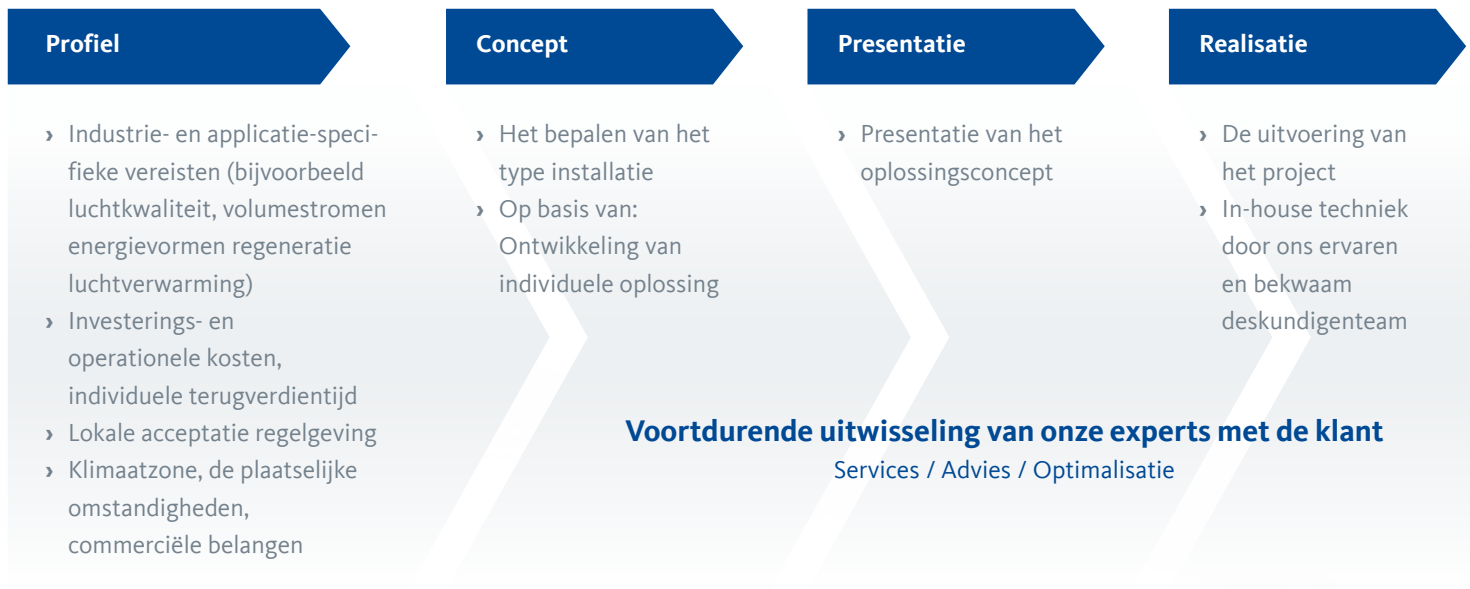 Profiel
› Industrie- en applicatie-speci-
fieke vereisten (bijvoorbeeld
luchtkwaliteit, volumestromen
energievormen regeneratie
luchtverwarming)
› Investerings- en
operationele kosten,
individuele terugverdientijd
› Lokale acceptatie regelgeving
› Klimaatzone, de plaatselijke
omstandigheden,
commerciële belangen
Concept
› Het bepalen van het
type installatie
› Op basis van:
Ontwikkeling van
individuele oplossing
Presentatie
› Presentatie van het
oplossingsconcept
Realisatie
› De uitvoering van
het project
› In-house techniek
door ons ervaren
en bekwaam
deskundigenteam
Voortdurende uitwisseling van onze experts met de klant
Services / Advies / Optimalisatie